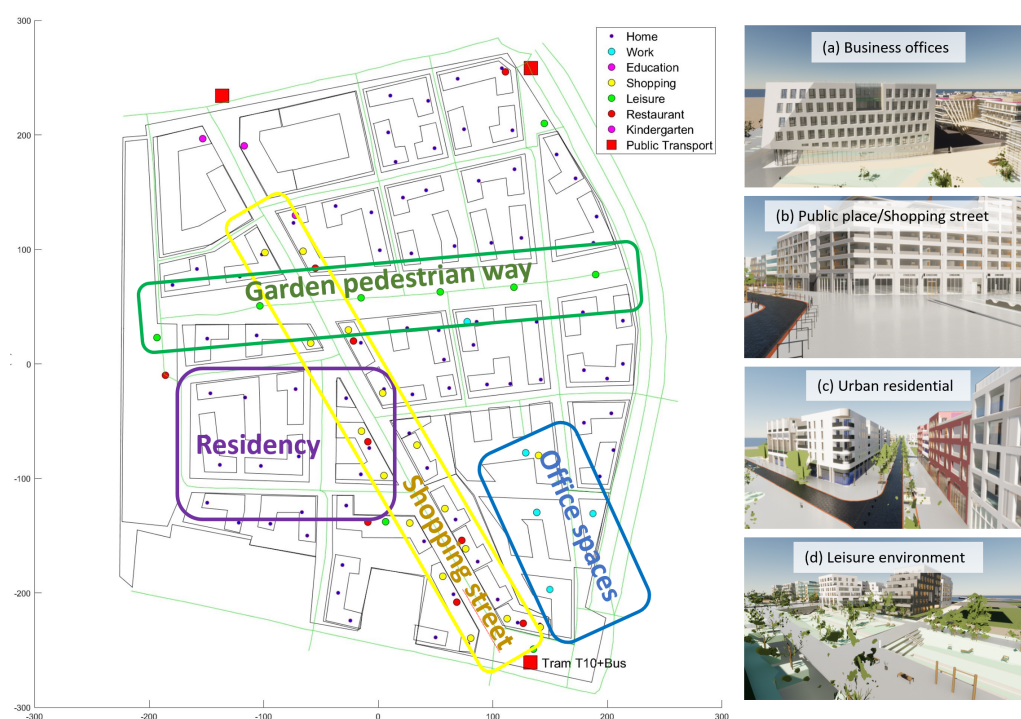 300
200
100
0
-100
-200
-300
-200
-100
0
100
200
300
Home
Work
Education
Shopping
Leisure
Restaurant
Kindergarten
Public Transport
Garden pedestrian way
Residency
Shopping street
Office spaces
Tram T10+Bus
(a) Business offices
(b) Public place/Shopping street
(c) Urban residential
(d) Leisure environment